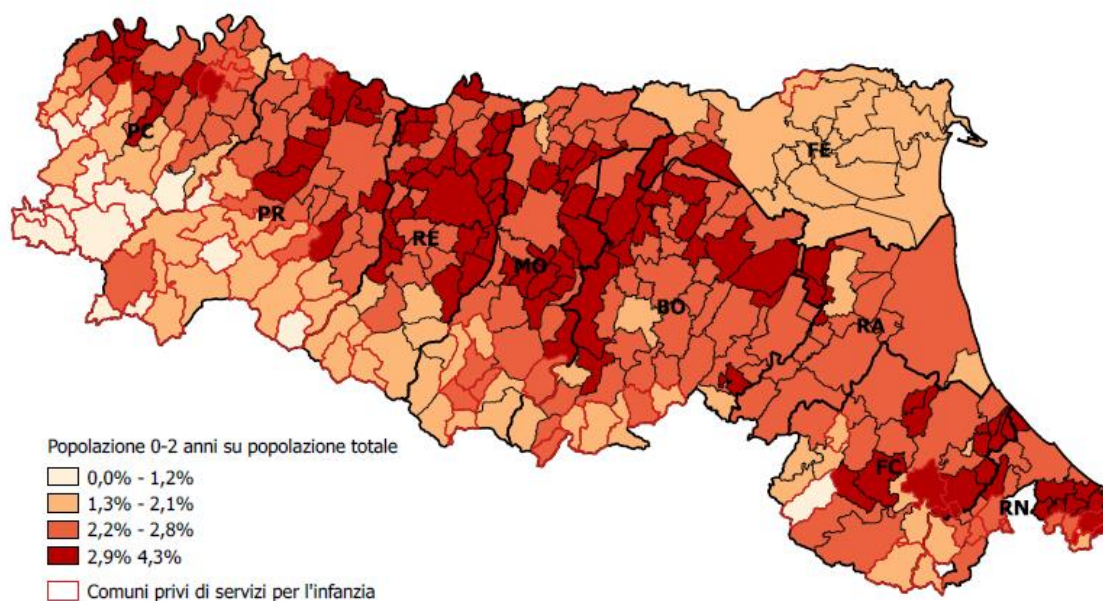 PC
FE
PR
RE
MO
BO
RA
FC
RN
Popolazione 0-2 anni su popolazione totale
0,0% - 1,2%
1,3% - 2,1%
2,2% - 2,8%
2,9% 4,3%
Comuni privi di servizi per l'infanzia